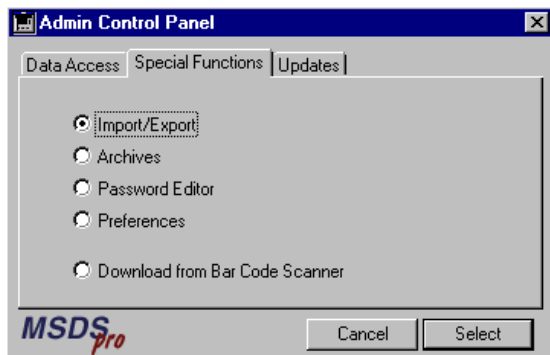 Admin Control Panel
Data Access Special Functions Updates
Import/Export
Archives
Password Editor
Preferences
Download from Bar Code Scanner
MSDS pro Cancel Select